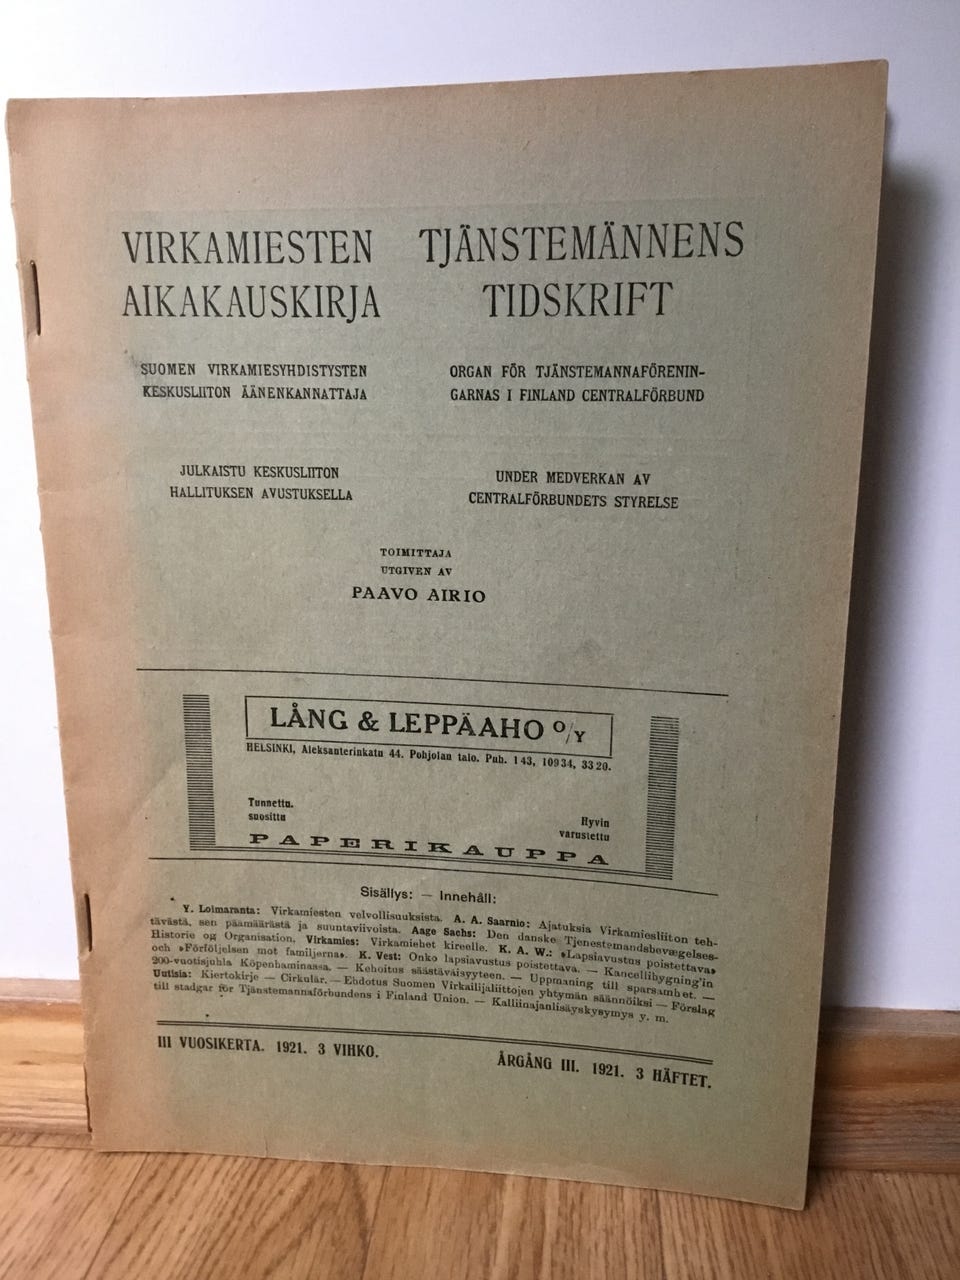 VIRKAMIESTEN
AIKAKAUSKIRJA
TJÄNSTEMÄNNENS
TIDSKRIFT
SUOMEN VIRKAMIESYHDISTYSTEN
KESKUSLIITON ÄÄNENKANNATTAJA
ORGAN FÖR TJÄNSTEMANNAFÖRENIN-
GARNAS I FINLAND CENTRALFÖRBUND
JULKAISTU KESKUSLIITON
HALLITUKSEN AVUSTUKSELLA
UNDER MEDVERKAN AV
CENTRALFÖRBUNDETS STYRELSE
TOIMITTAJA
UTGIVEN AV
PAAVO AIRIO
LÅNG & LEPPÄAHO O/Y
HELSINKI, Aleksanterinkatu 44. Pohjolan talo. Puh. 143, 10934, 3320.
Tunnettu,
suosittu
Hyvin
varustettu
PAPERIKAUPPA
Sisällys: — Innehåll:
Y. Loimaranta: Virkamiesten velvollisuuksista. A. A. Saarnio: Ajatuksia Virkamiesliiton teh-
tävästä, sen päämäärästä ja suuntaviivoista. Aage Sachs: Den danske Tjenestemandsbevægelses-
Historie og Organisation. Virkamies: Virkamiehet kireelle. K. A. W.: »Lapsiavustus poistettava»
och »Förföljelsen mot familjerna». K. Vest: Onko lapsiavustus poistettava. — Kancellibygning'in
200-vuotisjuhla Köpenhaminassa. — Kehoitus säästäväisyyteen. — Uppmaning till sparsamhet. —
Uutisia: Kiertokirje — Cirkulär. — Ehdotus Suomen Virkailijaliittojen yhtymän säännöiksi — Förslag
till stadgar för Tjänstemannaförbundens i Finland Union. — Kalliinajanlisäyskysymys y. m.
III VUOSIKERTA. 1921. 3 VIHKO.
ÅRGÅNG III. 1921. 3 HÄFTET.